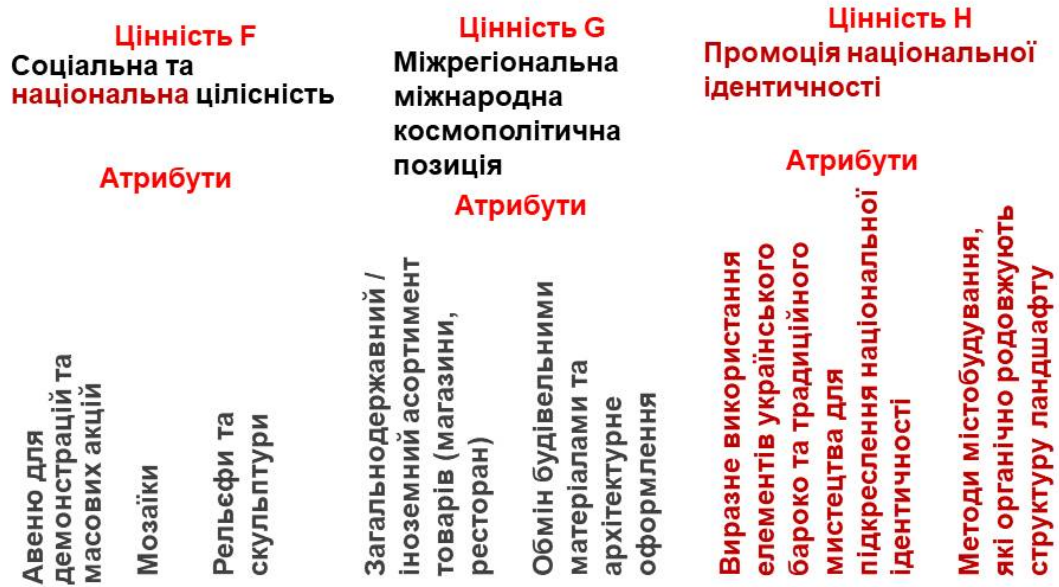 Цінність F
Соціальна та
національна цілісність
Атрибути
Авеню для
демонстрацій та
масових акцій
Мозаїки
Рельєфи та
скульптури
Цінність G
Міжрегіональна
міжнародна
космополітична
позиція
Атрибути
Загальнодержавний /
іноземний асортимент
товарів (магазини,
ресторан)
Обмін будівельними
матеріалами та
архітектурне
оформлення
Цінність H
Промоція національної
ідентичності
Атрибути
Виразне використання
елементів українського
бароко та традиційного
мистецтва для
підкреслення національної
ідентичності
Методи містобудування,
які органічно родовжують
структуру ландшафту